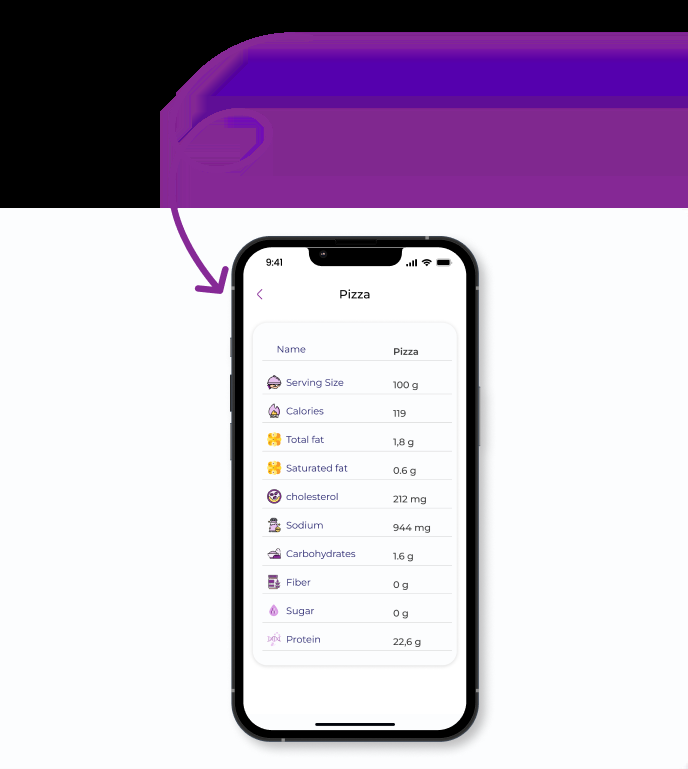 9:41
Pizza
Name Pizza
Serving Size 100 g
Calories 119
Total fat 1,8 g
Saturated fat 0.6 g
cholesterol 212 mg
Sodium 944 mg
Carbohydrates 1.6 g
Fiber 0 g
Sugar 0 g
Protein 22,6 g